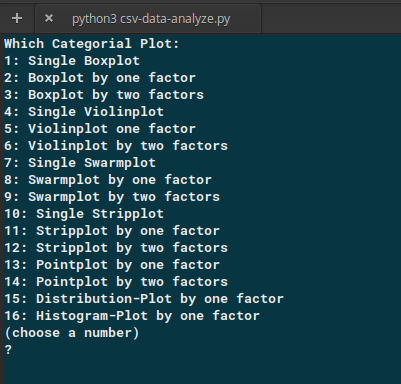 + × python3 csv-data-analyze.py
Which Categorial Plot:
1: Single Boxplot
2: Boxplot by one factor
3: Boxplot by two factors
4: Single Violinplot
5: Violinplot one factor
6: Violinplot by two factors
7: Single Swarmplot
8: Swarmplot by one factor
9: Swarmplot by two factors
10: Single Stripplot
11: Stripplot by one factor
12: Stripplot by two factors
13: Pointplot by one factor
14: Pointplot by two factors
15: Distribution-Plot by one factor
16: Histogram-Plot by one factor
(choose a number)
?